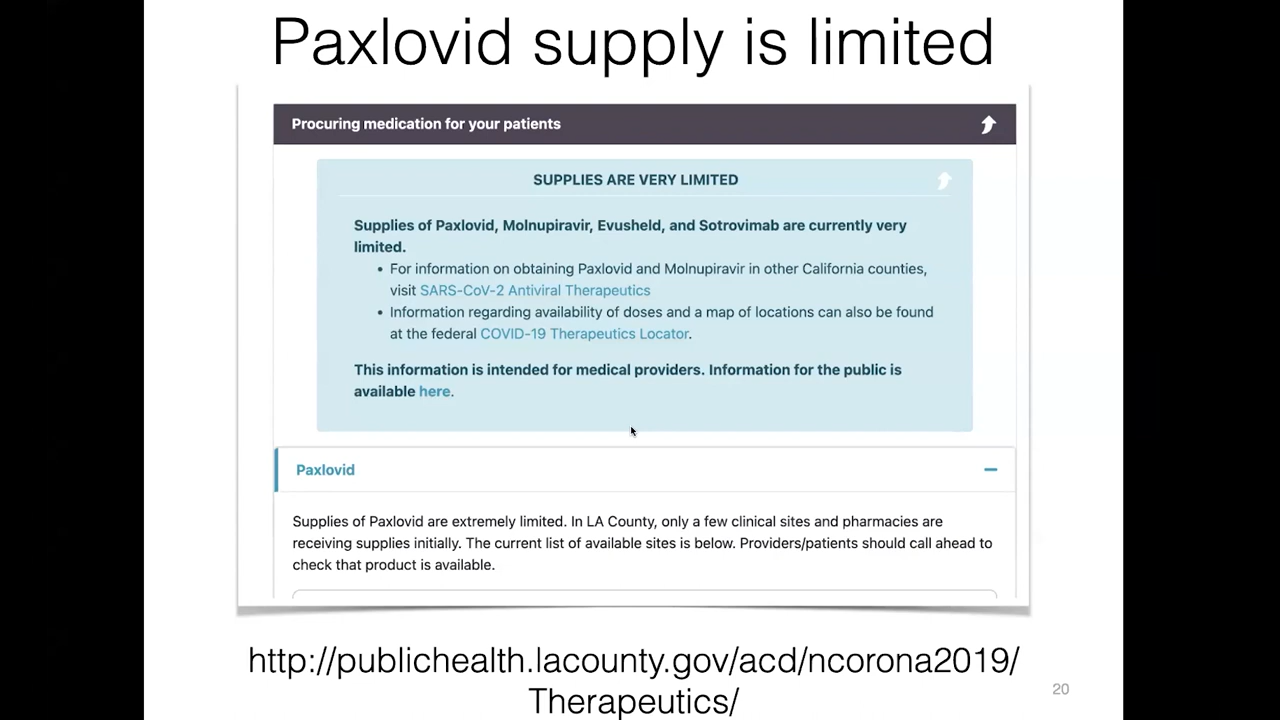 Paxlovid supply is limited
Procuring medication for your patients
SUPPLIES ARE VERY LIMITED
Supplies of Paxlovid, Molnupiravir, Evusheld, and Sotrovimab are currently very
limited.
• For information on obtaining Paxlovid and Molnupiravir in other California counties,
visit SARS-CoV-2 Antiviral Therapeutics
• Information regarding availability of doses and a map of locations can also be found
at the federal COVID-19 Therapeutics Locator.
This information is intended for medical providers. Information for the public is
available here.
Paxlovid
Supplies of Paxlovid are extremely limited. In LA County, only a few clinical sites and pharmacies are
receiving supplies initially. The current list of available sites is below. Providers/patients should call ahead to
check that product is available.
http://publichealth.lacounty.gov/acd/ncorona2019/
Therapeutics/
20